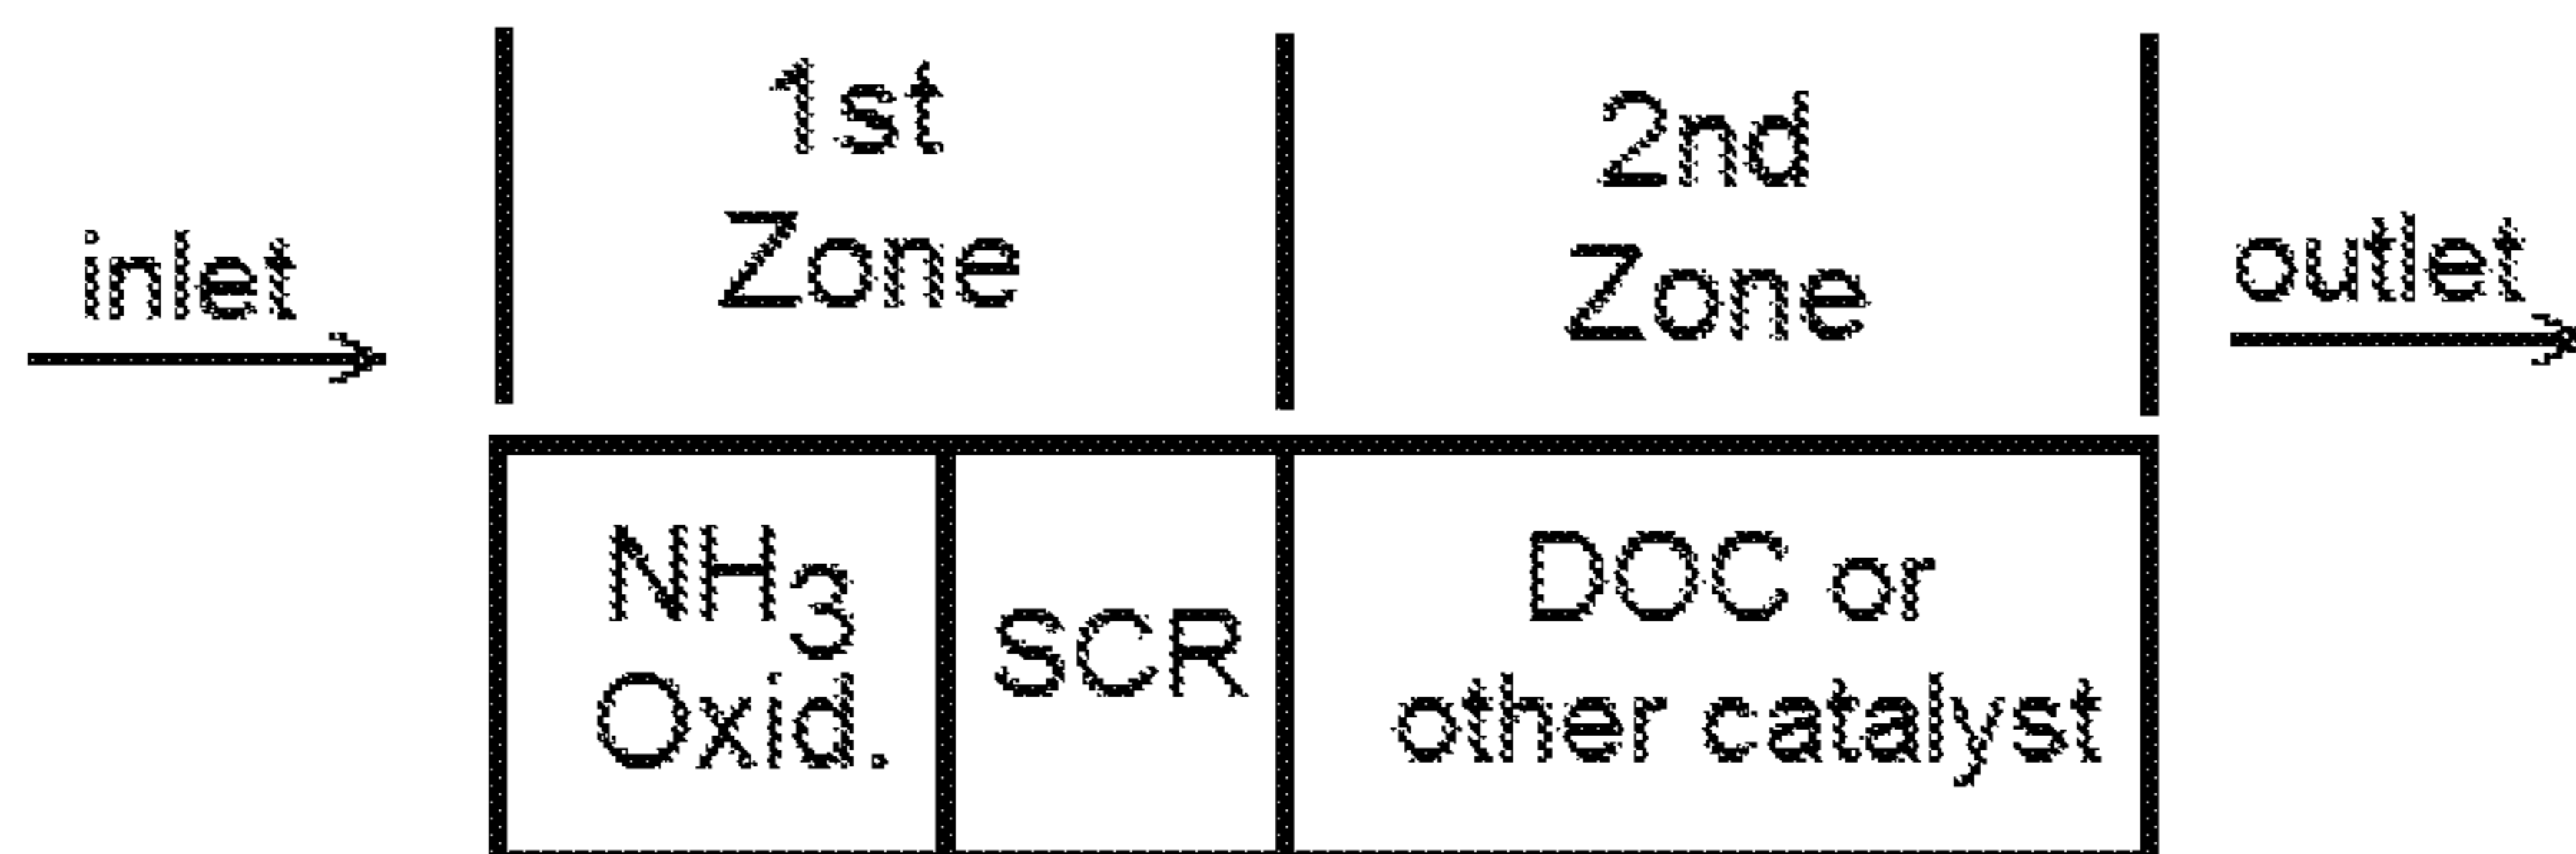 inlet
1st
Zone
2nd
Zone
outlet
NH3
Oxid.
SCR
DOC or
other catalyst